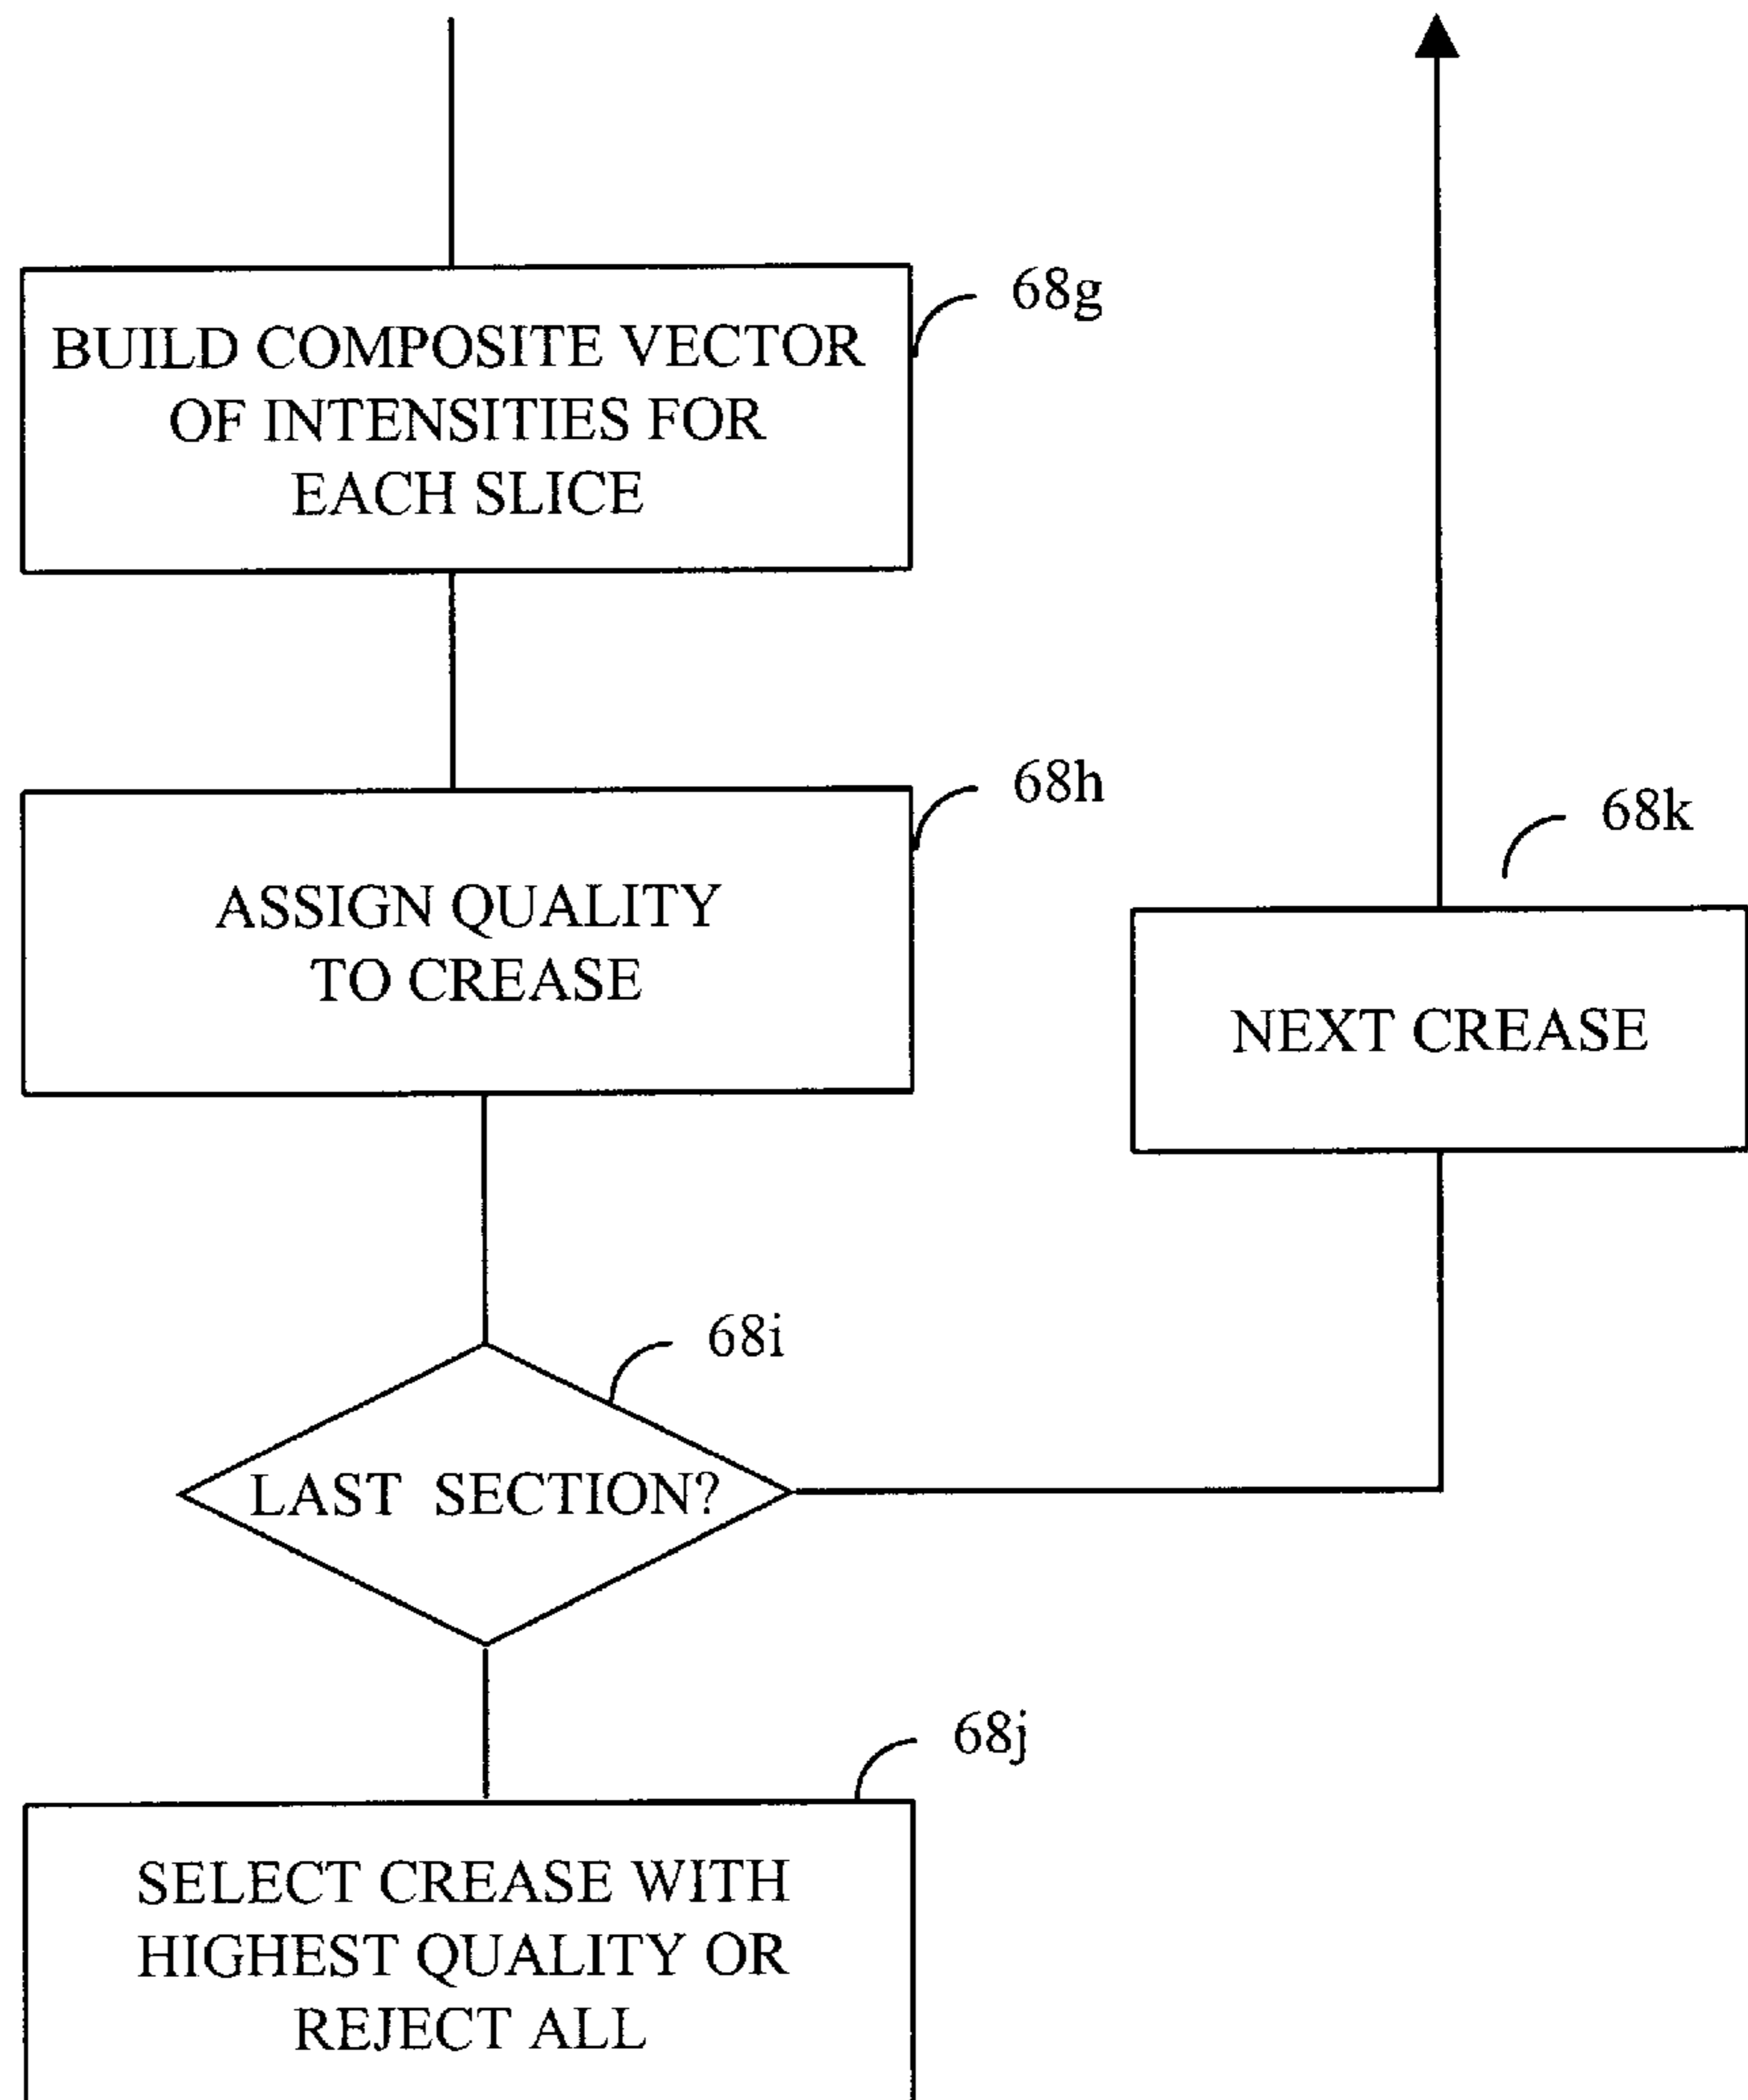 68g
BUILD COMPOSITE VECTOR
OF INTENSITIES FOR
EACH SLICE
68h
ASSIGN QUALITY
TO CREASE
68k
NEXT CREASE
68i
LAST SECTION?
68j
SELECT CREASE WITH
HIGHEST QUALITY OR
REJECT ALL